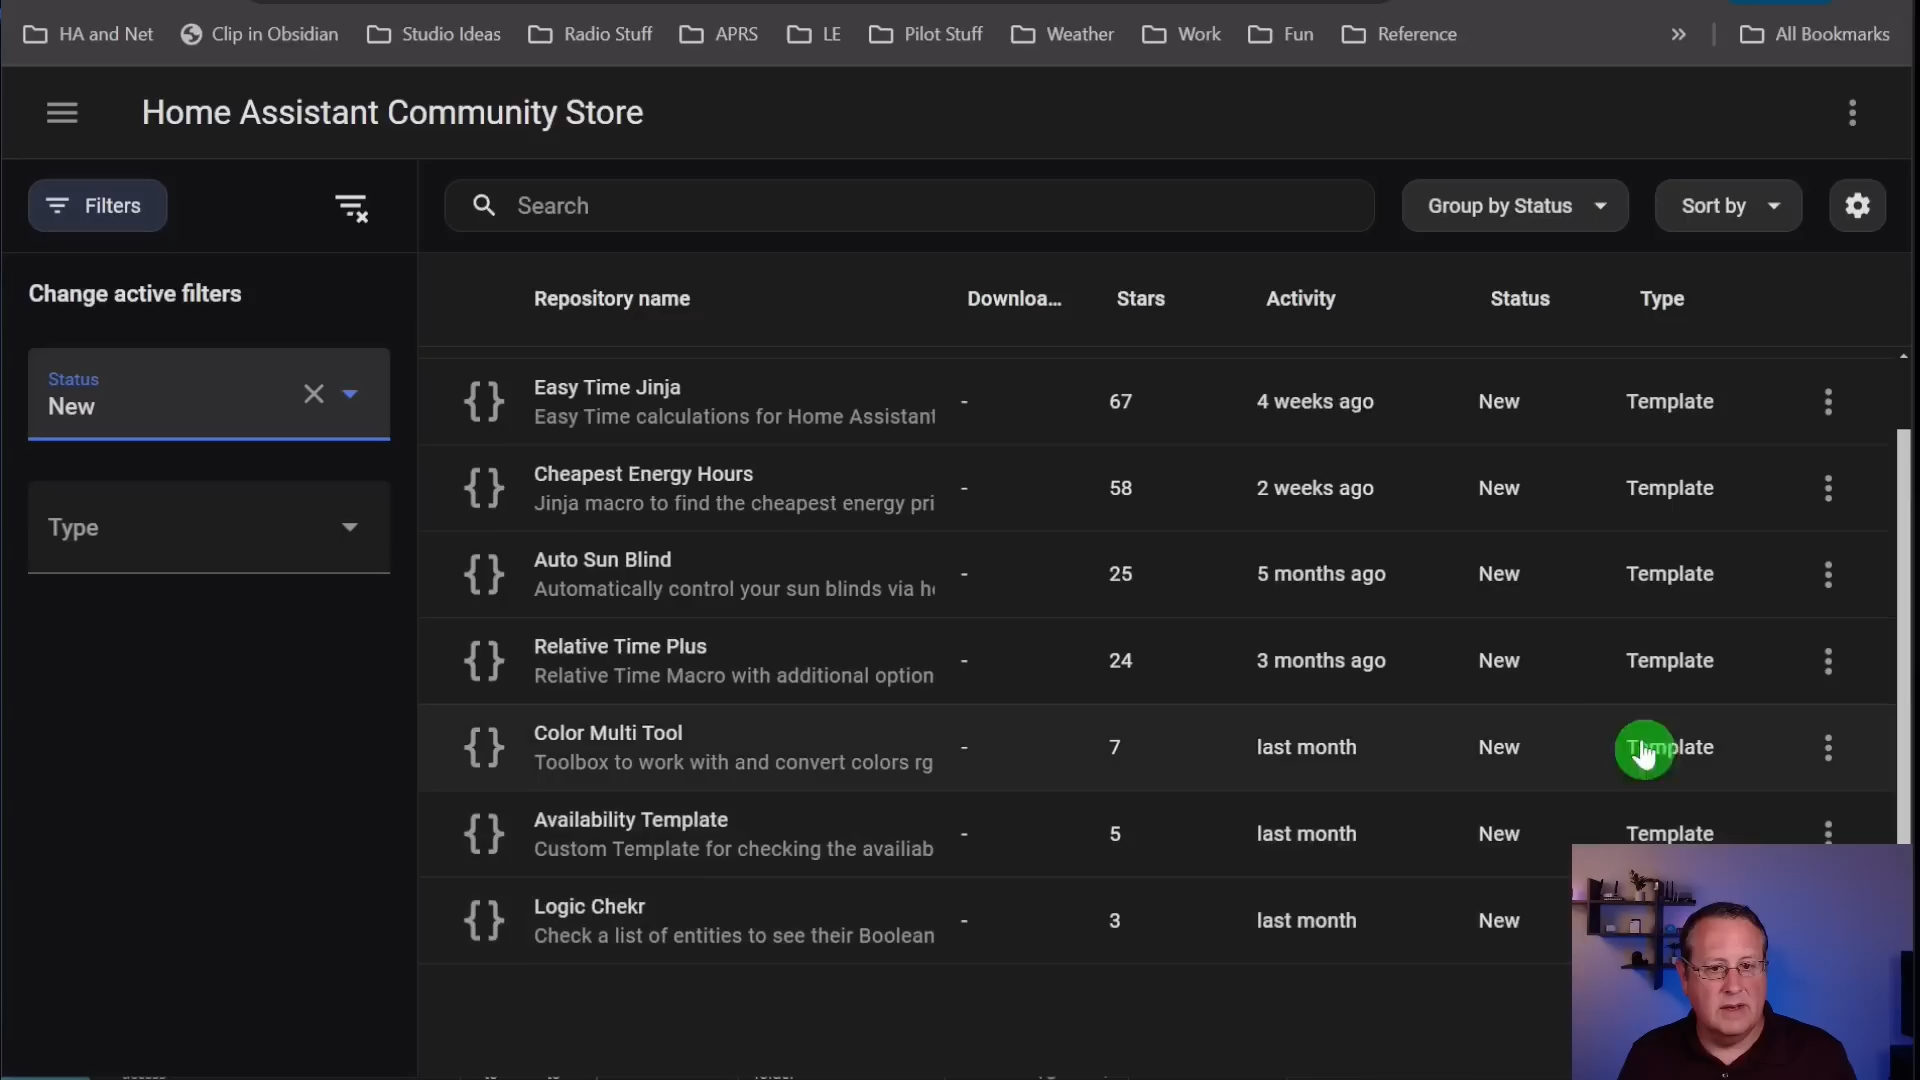 HA and Net
Clip in Obsidian
Studio Ideas
Radio Stuff
APRS
LE
Pilot Stuff
Weather
Work
Fun
Reference
All Bookmarks
Home Assistant Community Store
Filters
Search
Group by Status
Sort by
Change active filters
Status
New
Type
Repository name
Downloa...
Stars
Activity
Status
Type
Easy Time Jinja
Easy Time calculations for Home Assistant
-
67
4 weeks ago
New
Template
Cheapest Energy Hours
Jinja macro to find the cheapest energy pri
-
58
2 weeks ago
New
Template
Auto Sun Blind
Automatically control your sun blinds via h
-
25
5 months ago
New
Template
Relative Time Plus
Relative Time Macro with additional option
-
24
3 months ago
New
Template
Color Multi Tool
Toolbox to work with and convert colors rg
-
7
last month
New
Template
Availability Template
Custom Template for checking the availiab
-
5
last month
New
Template
Logic Chekr
Check a list of entities to see their Boolean
-
3
last month
New